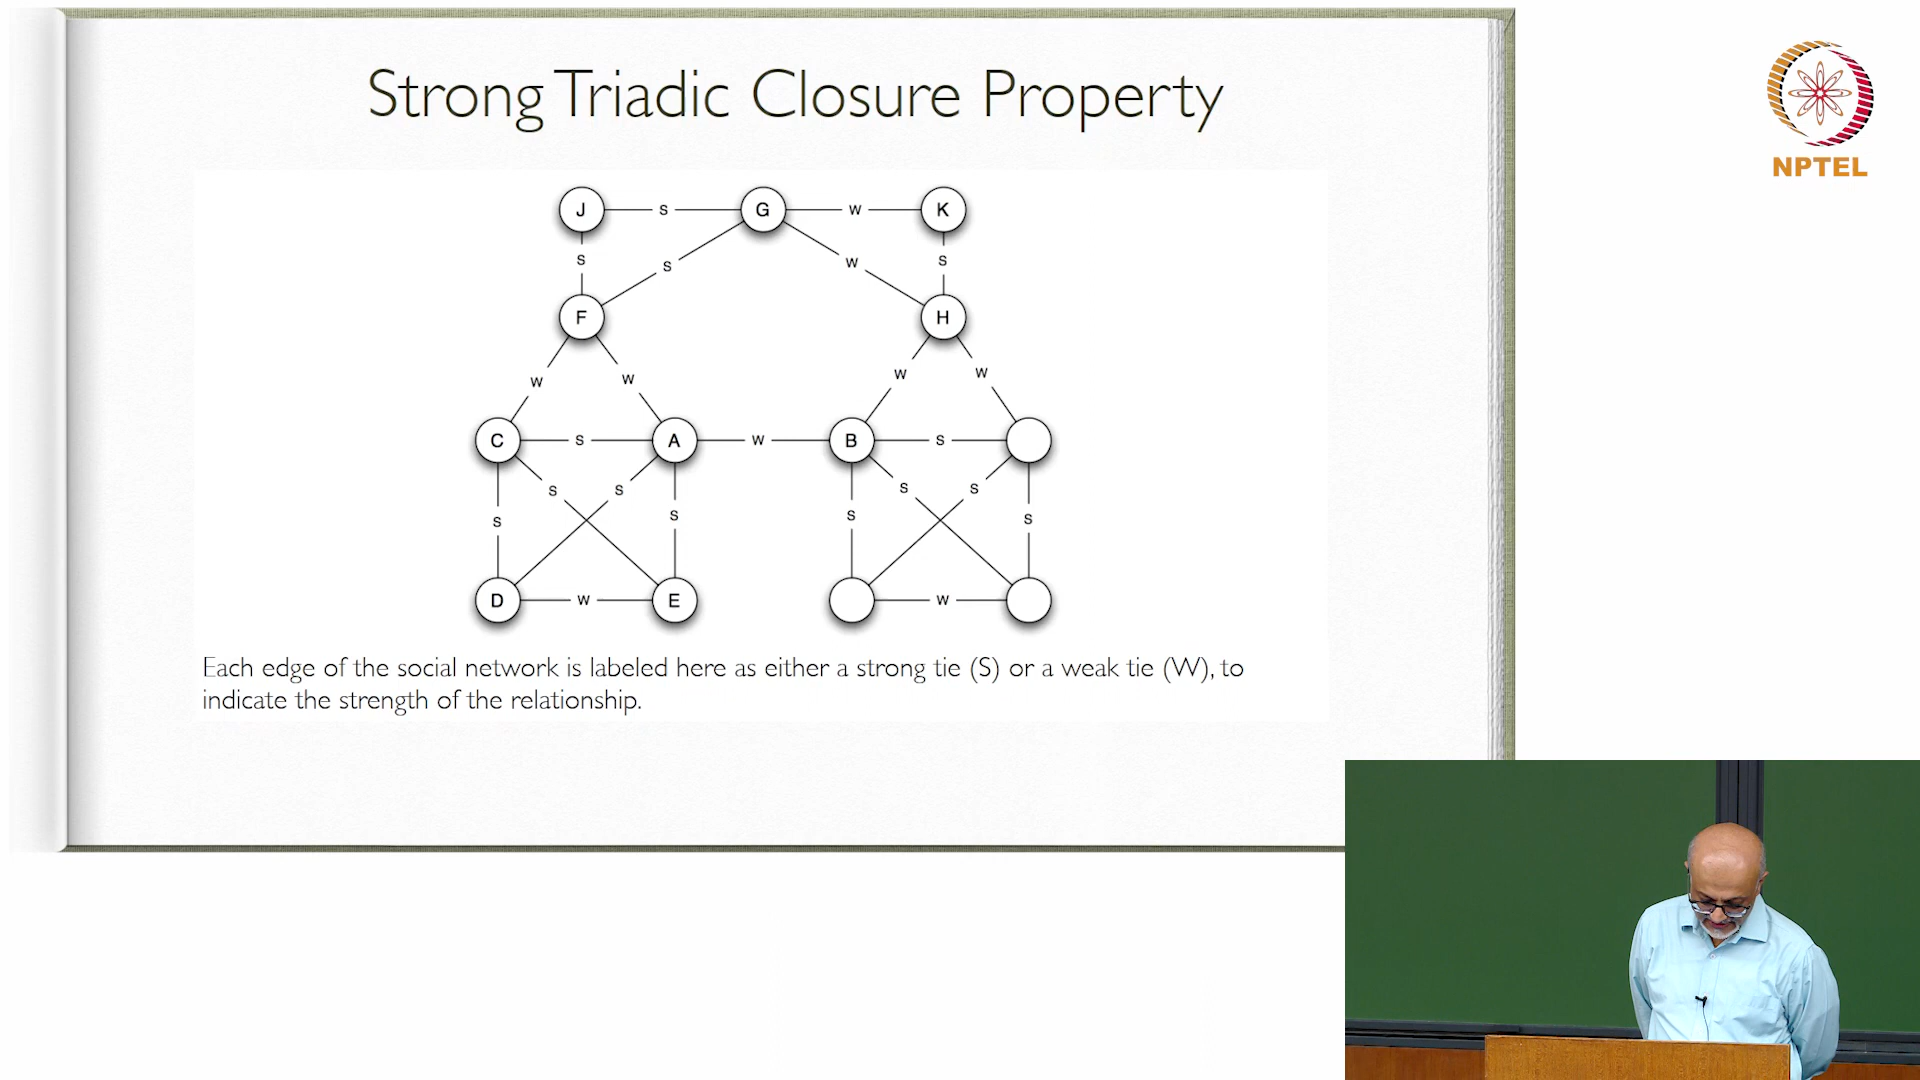 Strong Triadic Closure Property
NPTEL
J S G W K
S S W S
F H
W W W W
C S A W B S
S S S S S S S S
D W E W
Each edge of the social network is labeled here as either a strong tie (S) or a weak tie (W), to
indicate the strength of the relationship.